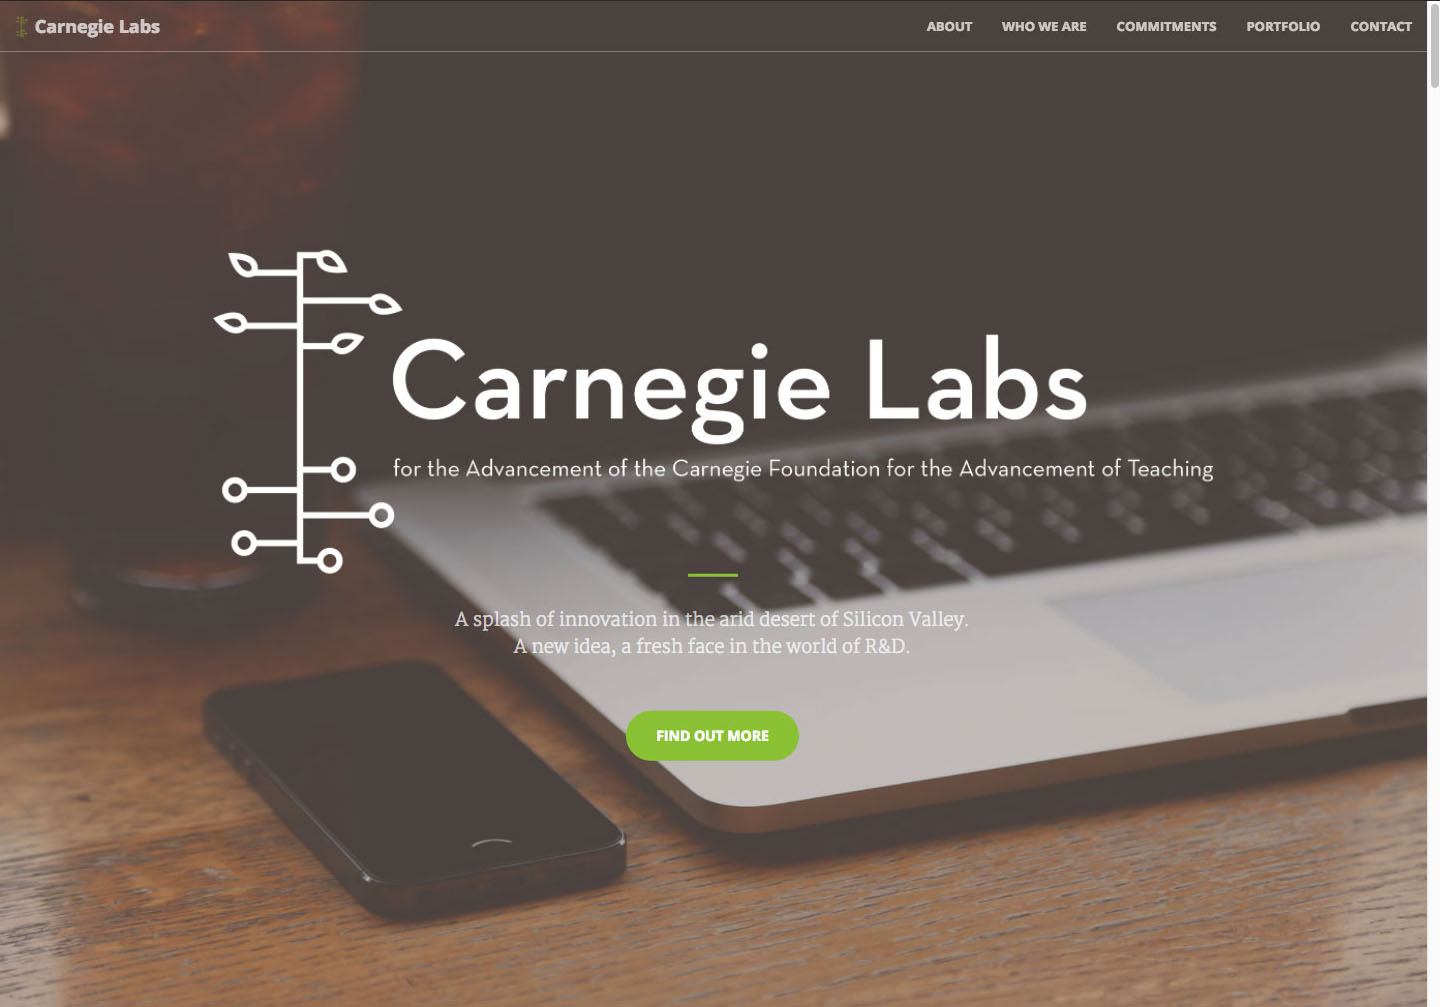 Carnegie Labs
ABOUT WHO WE ARE COMMITMENTS PORTFOLIO CONTACT
Carnegie Labs
for the Advancement of the Carnegie Foundation for the Advancement of Teaching
A splash of innovation in the arid desert of Silicon Valley.
A new idea, a fresh face in the world of R&D.
FIND OUT MORE